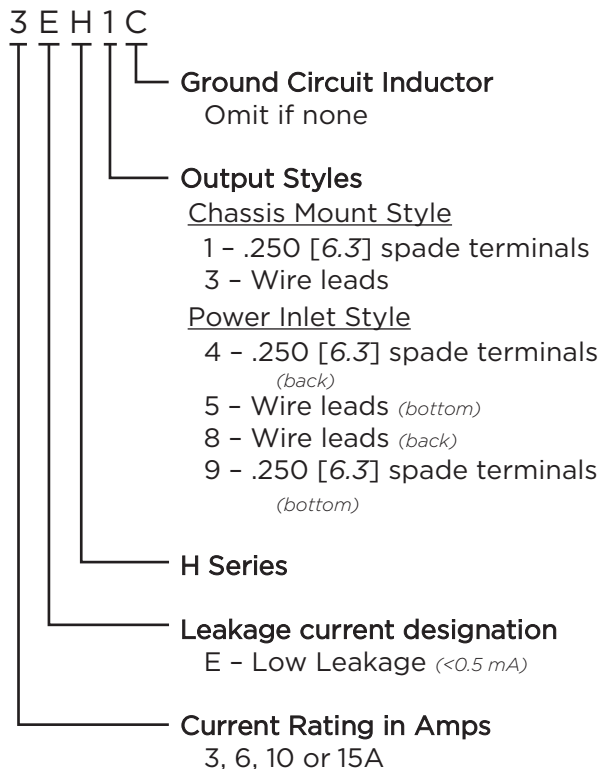 3 E H 1 C
Ground Circuit Inductor
Omit if none
Output Styles
Chassis Mount Style
1 – .250 [6.3] spade terminals
3 – Wire leads
Power Inlet Style
4 – .250 [6.3] spade terminals
(back)
5 – Wire leads (bottom)
8 – Wire leads (back)
9 – .250 [6.3] spade terminals
(bottom)
H Series
Leakage current designation
E – Low Leakage (<0.5 mA)
Current Rating in Amps
3, 6, 10 or 15A